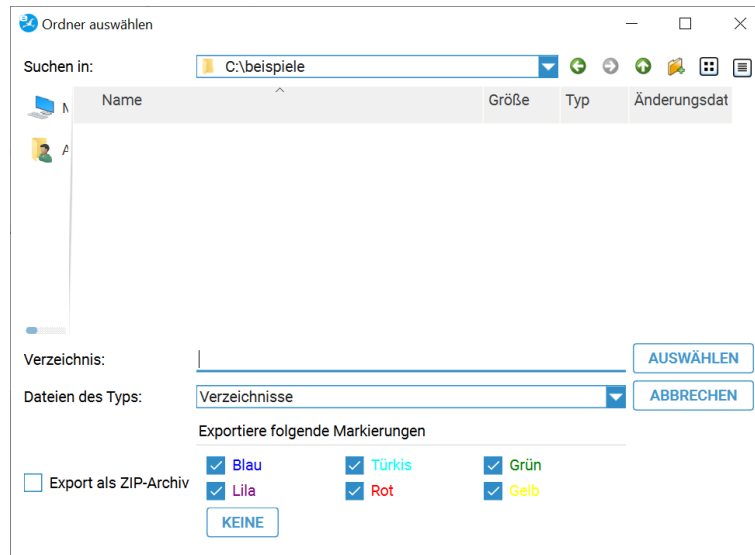 Ordner auswählen
Suchen in: C:\beispiele
Name Größe Typ Änderungsdat
Verzeichnis: AUSWÄHLEN
Dateien des Typs: Verzeichnisse ABBRECHEN
Exportiere folgende Markierungen
Blau Türkis Grün
Export als ZIP-Archiv
Lila Rot Gelb
KEINE